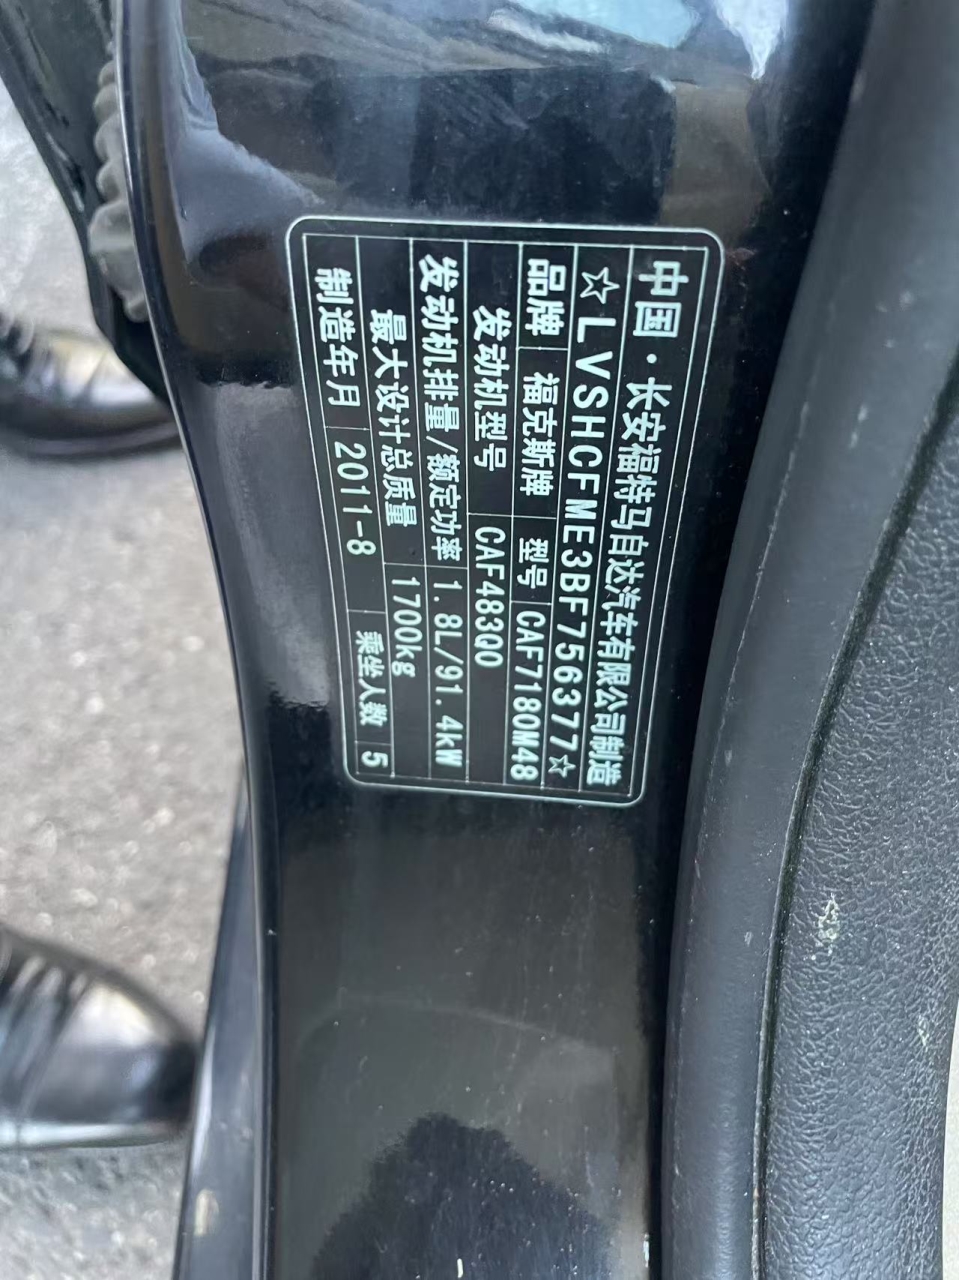 中国·长安福特马自达汽车有限公司制造
☆LVSHCFME3BF756377☆
品牌 福克斯牌 型号 CAF7180M48
发动机型号 CAF483Q0
发动机排量/额定功率 1.8L/91.4kW
最大设计总质量 1700kg
制造年月 2011-8 乘坐人数 5